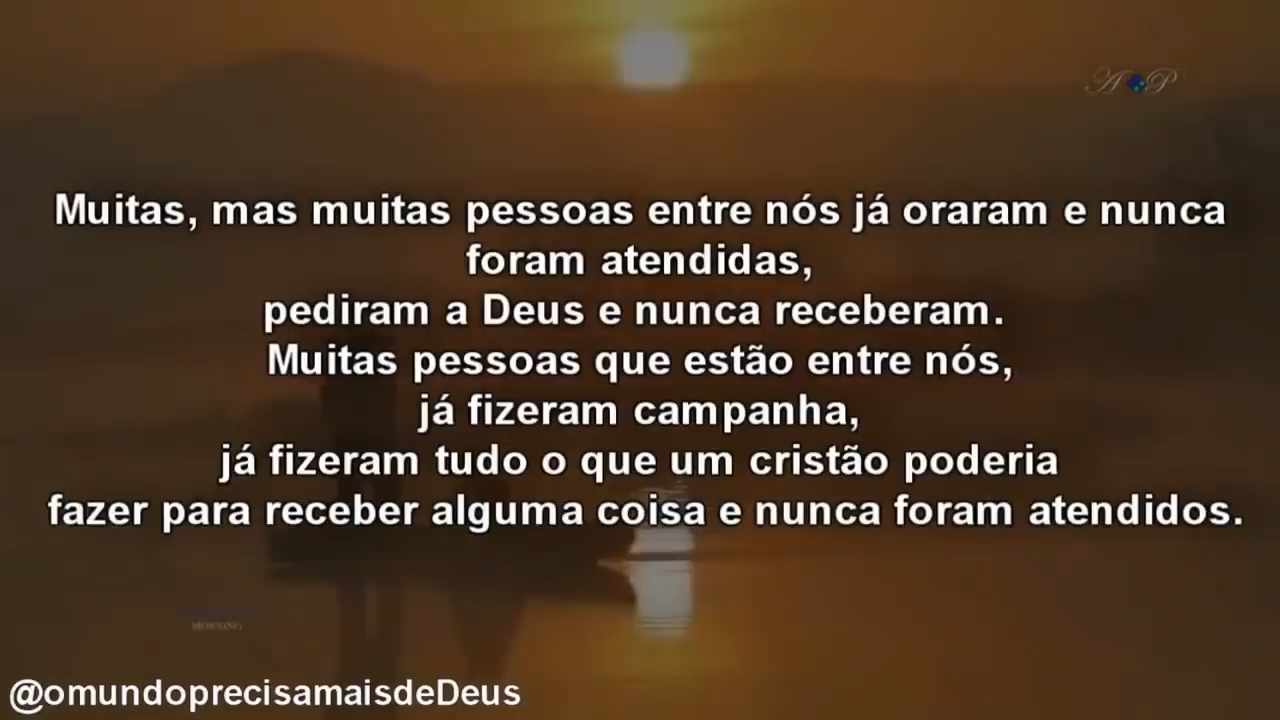 A P
Muitas, mas muitas pessoas entre nós já oraram e nunca
foram atendidas,
pediram a Deus e nunca receberam.
Muitas pessoas que estão entre nós,
já fizeram campanha,
já fizeram tudo o que um cristão poderia
fazer para receber alguma coisa e nunca foram atendidos.
MORNING
@omundoprecisamaisdeDeus